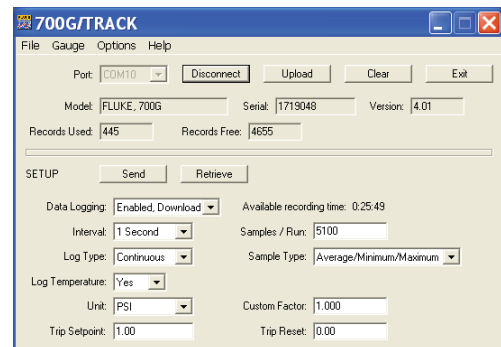 700G/TRACK
File Gauge Options Help
Port: COM10 Disconnect Upload Clear Exit
Model: FLUKE, 700G Serial: 1719048 Version: 4.01
Records Used: 445 Records Free: 4655
SETUP Send Retrieve
Data Logging: Enabled, Download Available recording time: 0:25:49
Interval: 1 Second Samples / Run: 5100
Log Type: Continuous Sample Type: Average/Minimum/Maximum
Log Temperature: Yes
Unit: PSI Custom Factor: 1.000
Trip Setpoint: 1.00 Trip Reset: 0.00